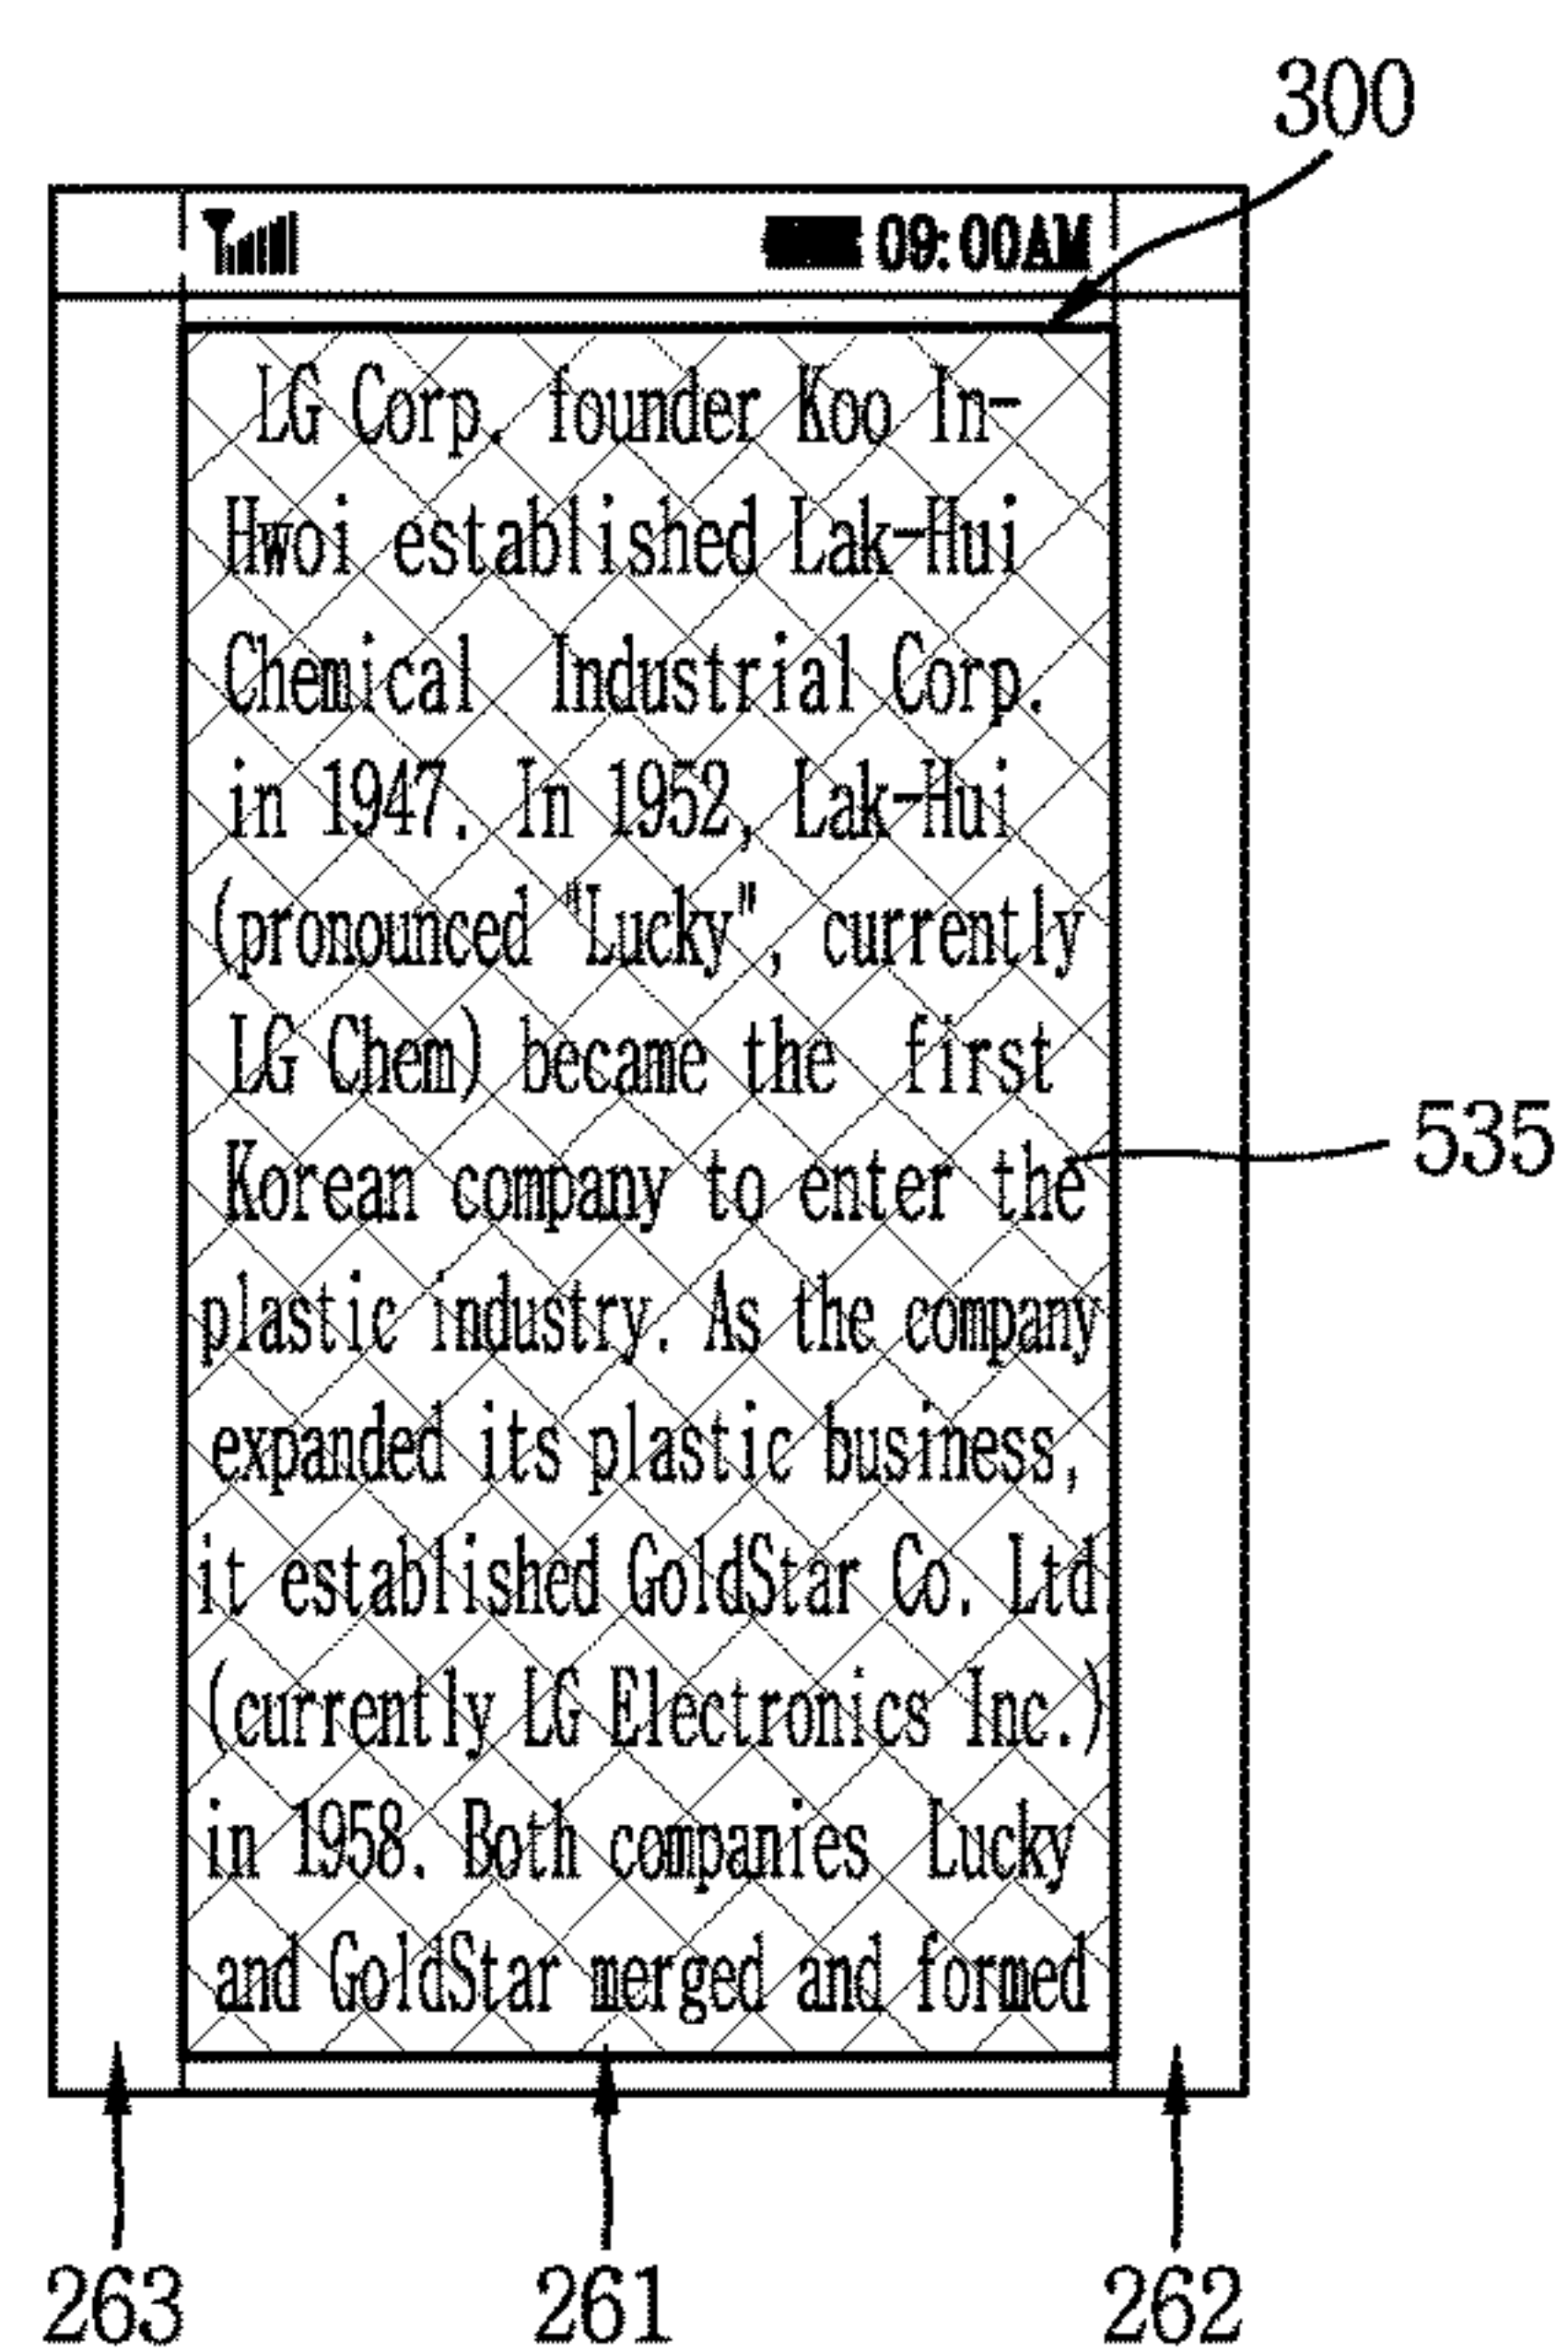 300
09:00AM
LG Corp. founder Koo In-
Hwoi established Lak-Hui
Chemical Industrial Corp.
in 1947. In 1952, Lak-Hui
(pronounced "Lucky", currently
LG Chem) became the first
Korean company to enter the
535
plastic industry. As the company
expanded its plastic business,
it established GoldStar Co. Ltd.
(currently LG Electronics Inc.)
in 1958. Both companies Lucky
and GoldStar merged and formed
263 261 262